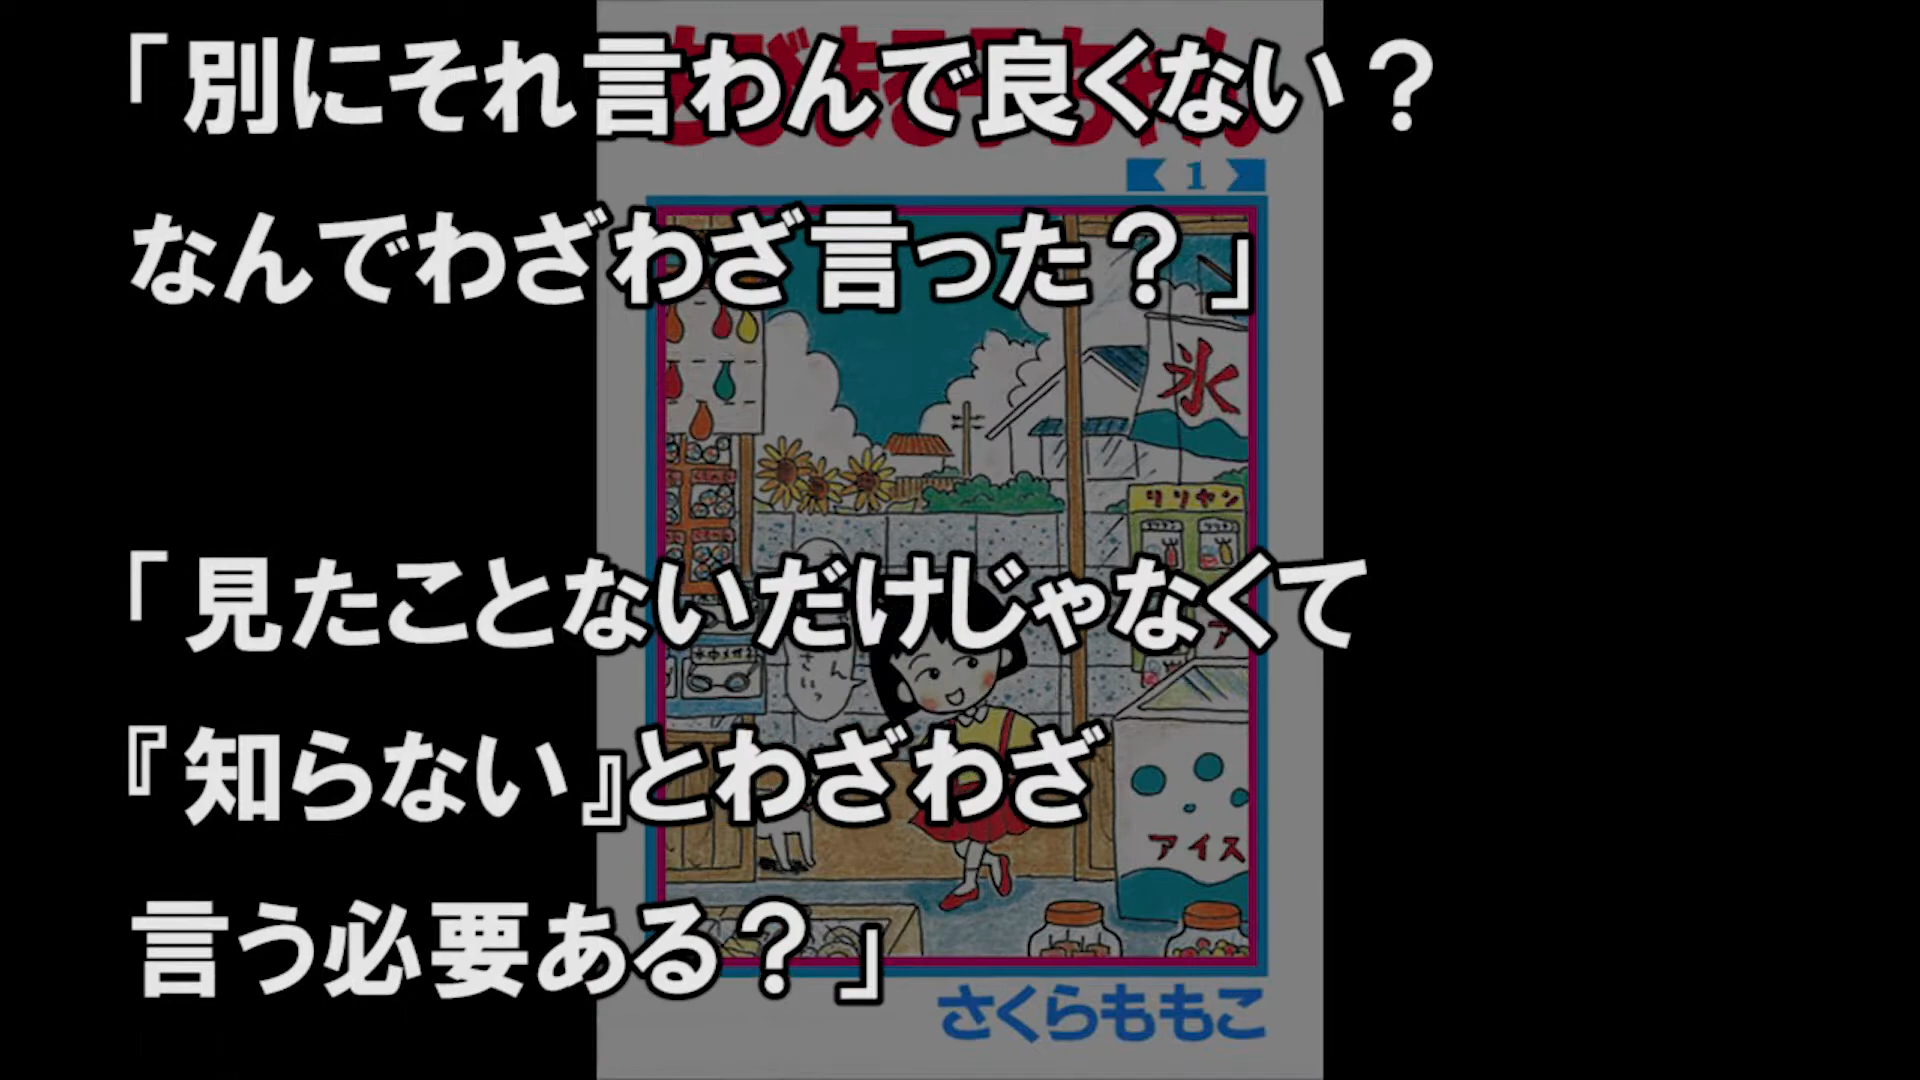 「別にそれ言わんで良くない？
なんでわざわざ言った？」
「見たことないだけじゃなくて
『知らない』とわざわざ
言う必要ある？」
1
氷
リリヤン
アイス
さくらももこ